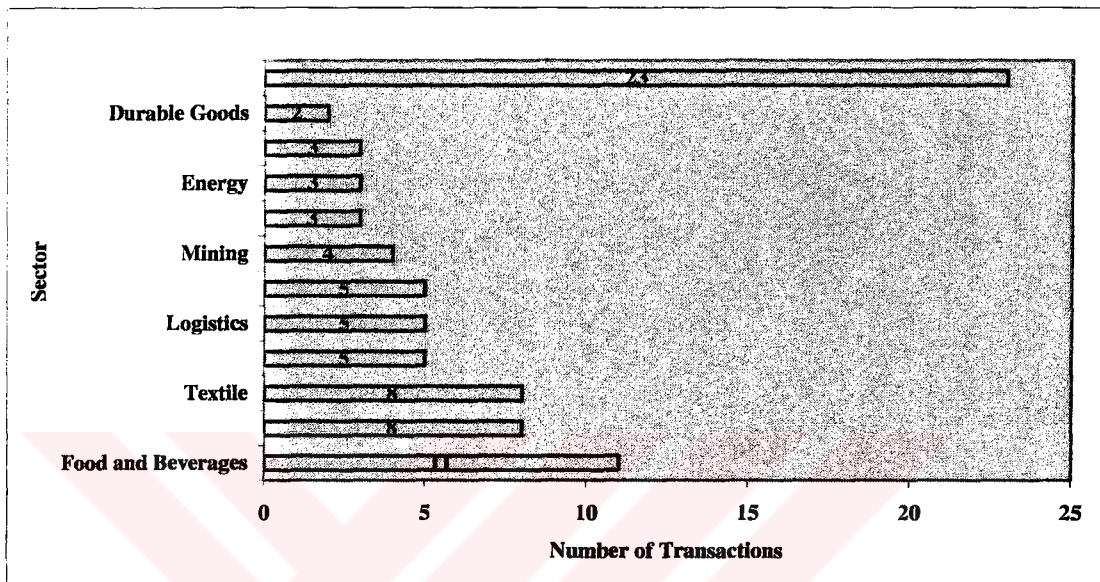 23
Durable Goods 2
3
Energy 3
3
Mining 4
5
Logistics 5
5
Textile 8
8
Food and Beverages 11
Sector
0 5 10 15 20 25
Number of Transactions